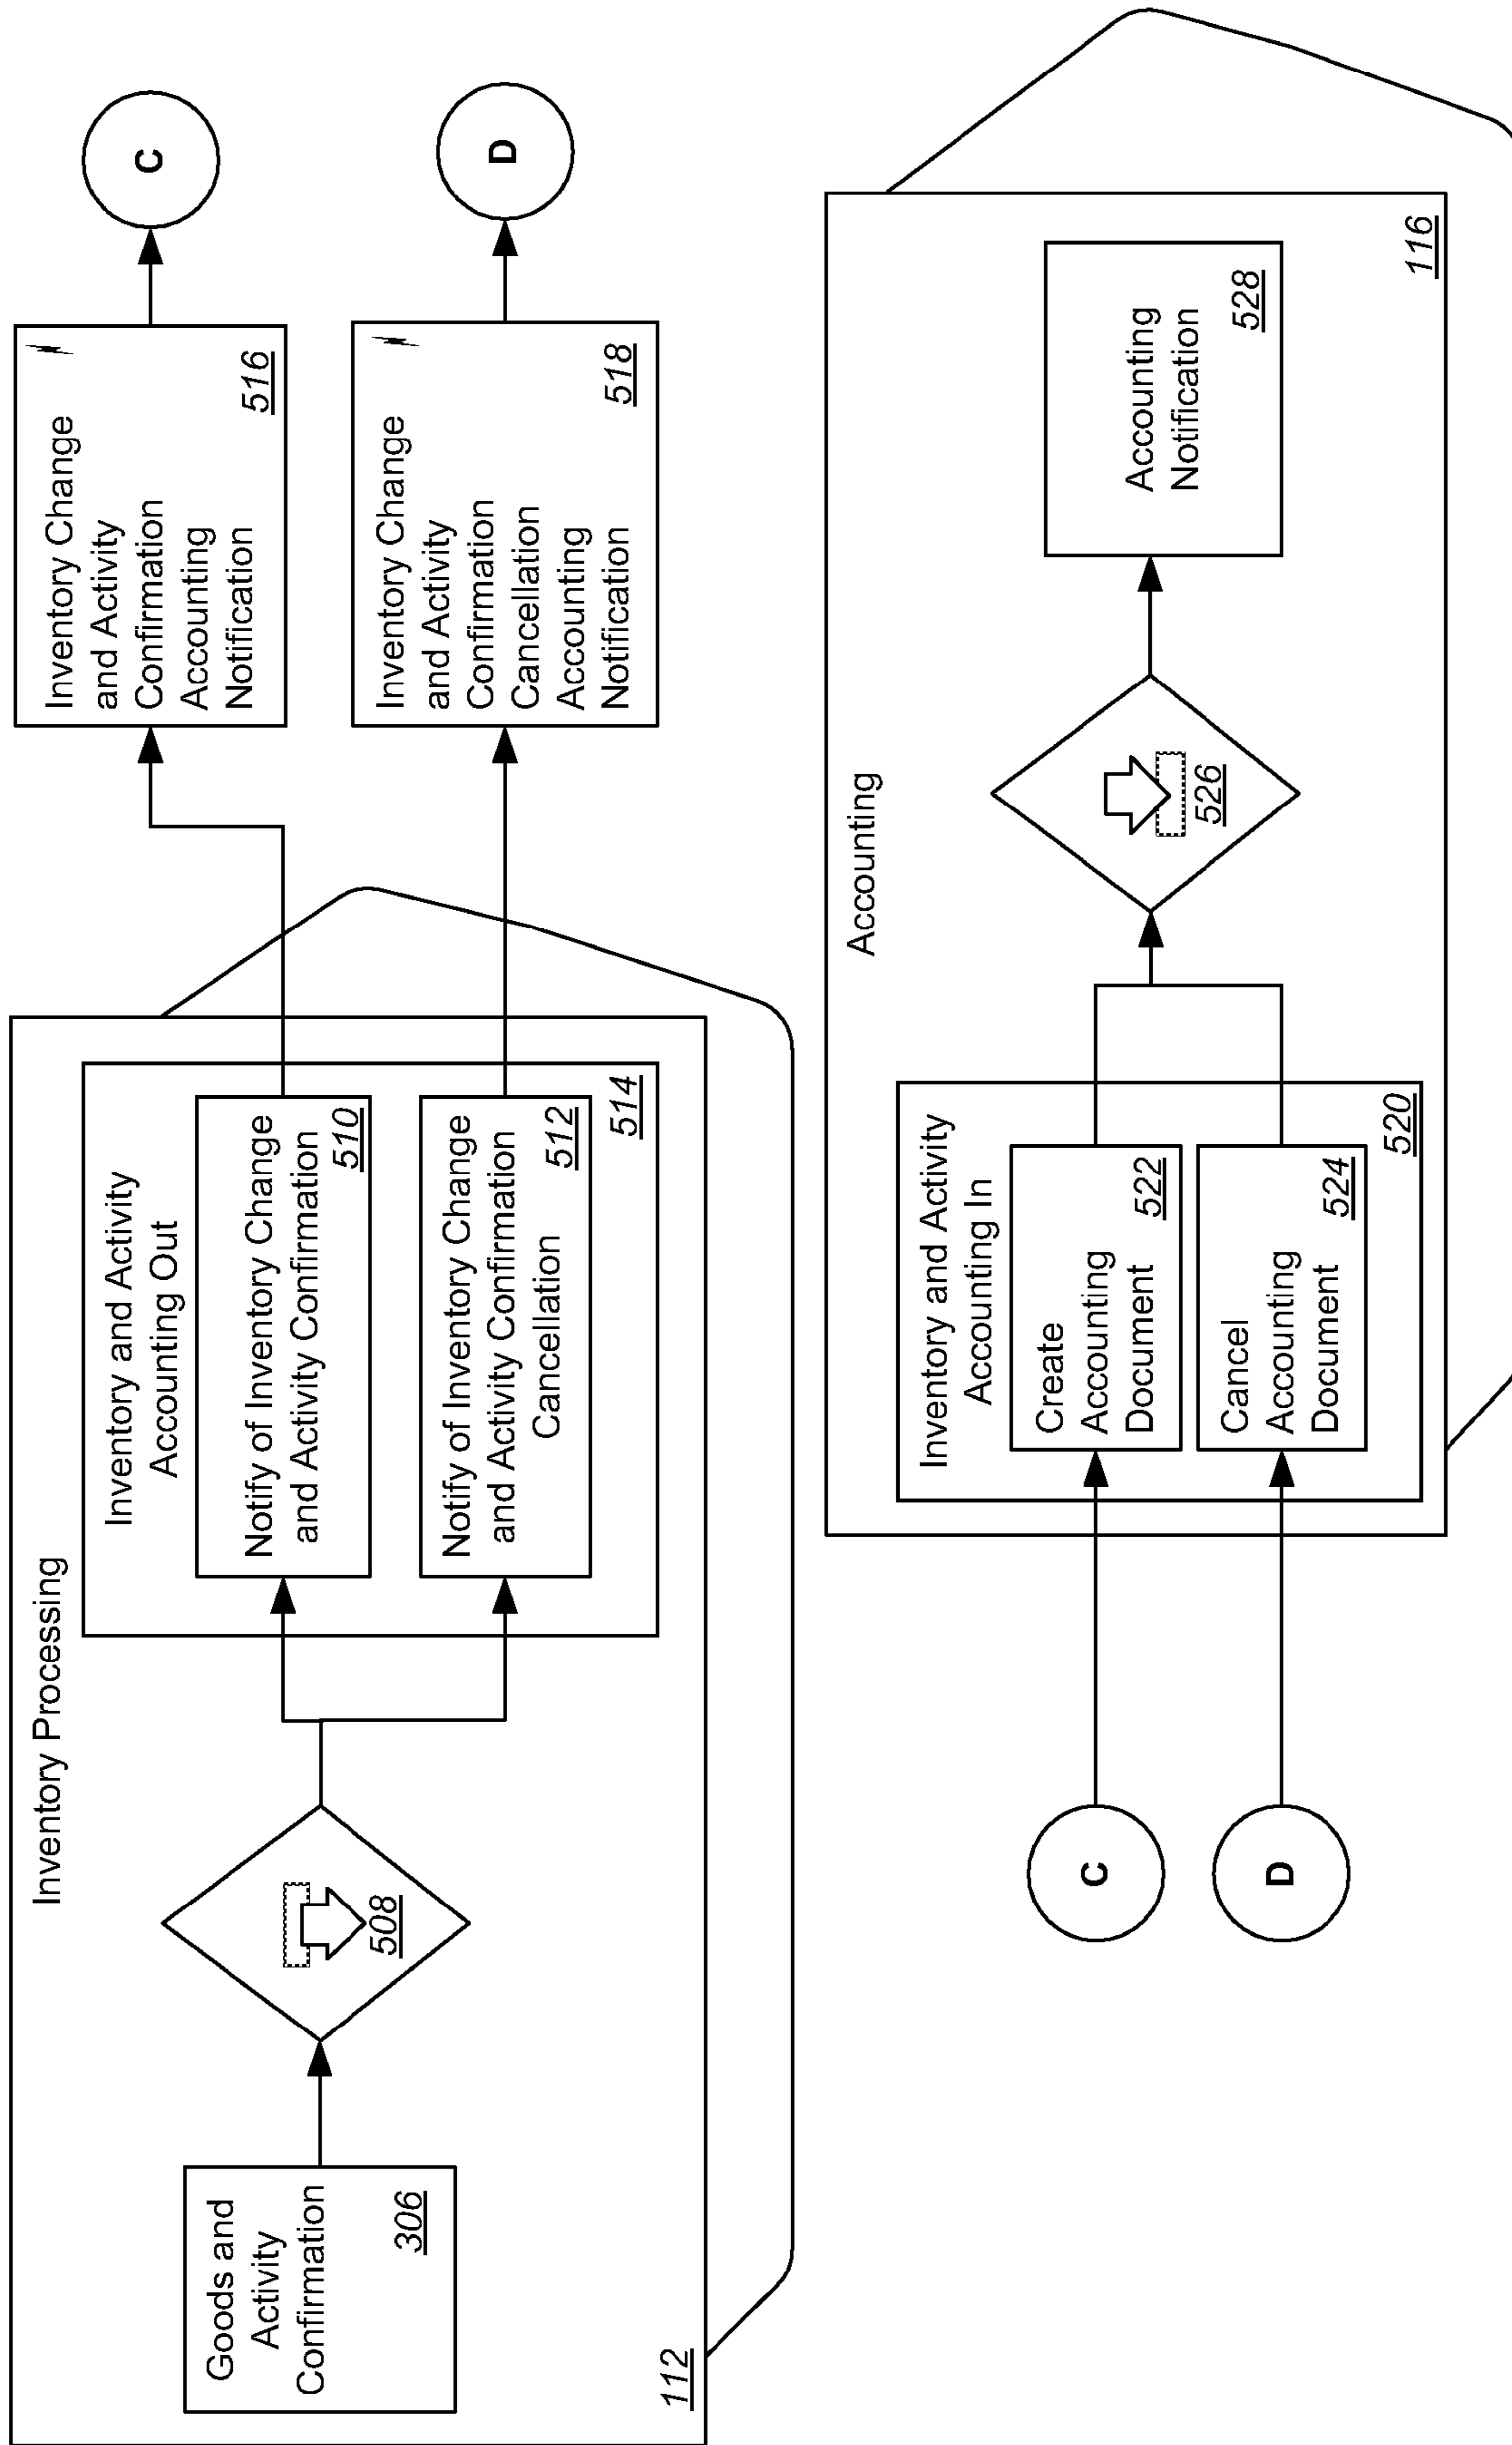 Inventory Processing
Goods and
Activity
Confirmation
306
508
Inventory and Activity
Accounting Out
Notify of Inventory Change
and Activity Confirmation
510
Notify of Inventory Change
and Activity Confirmation
Cancellation
512
514
112
Inventory Change
and Activity
Confirmation
Accounting
Notification
516
C
Inventory Change
and Activity
Confirmation
Cancellation
Accounting
Notification
518
D
Accounting
C
D
Inventory and Activity
Accounting In
Create
Accounting
Document
522
Cancel
Accounting
Document
524
520
526
Accounting
Notification
528
116